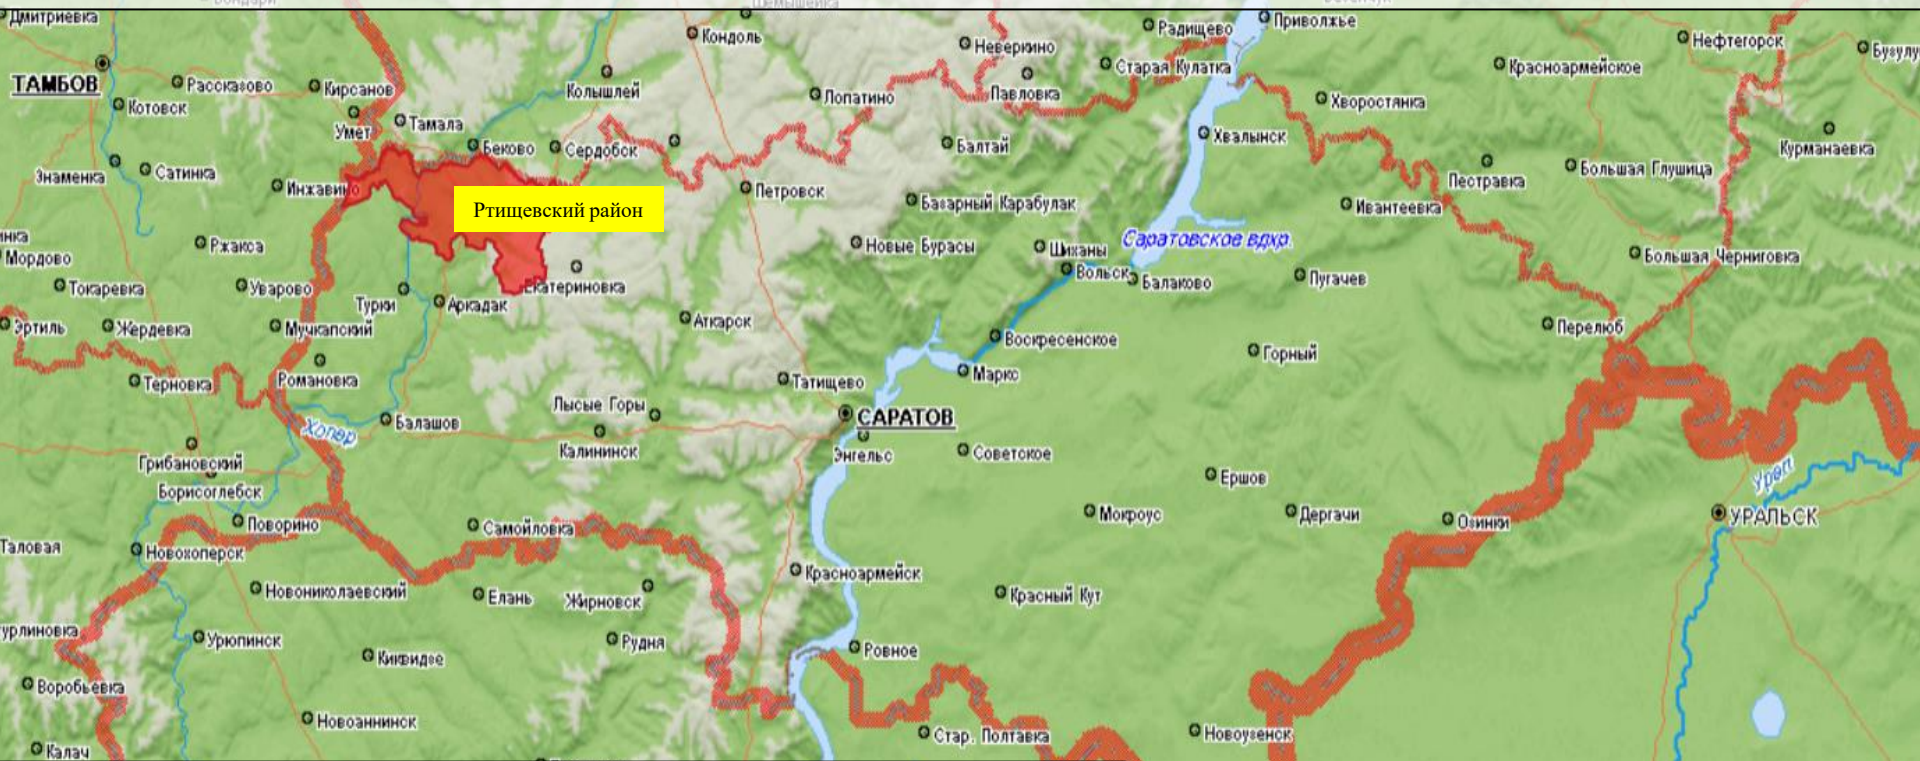 Дмитриевка
Кондоль
Неверкино
Радищево
Приволжье
Нефтегорск
ТАМБОВ
Рассказово
Кирсанов
Колышлей
Лопатино
Павловка
Старая Кулатка
Красноармейское
Котовск
Умет
Тамала
Хворостянка
Хвалынск
Курманаевка
Беково
Сердобск
Балтай
Знаменка
Сатинка
Инжавино
Петровск
Пестравка
Большая Глушица
Ртищевский район
Базарный Карабулак
Ивантеевка
Мордово
Ржакса
Новые Бурасы
Шиханы
Саратовское вдхр.
Большая Черниговка
Токаревка
Уварово
Турки
Аркадак
Екатериновка
Вольск
Балаково
Пугачев
Эртиль
Жердевка
Мучкапский
Аткарск
Воскресенское
Перелюб
Терновка
Романовка
Татищево
Маркс
Горный
Хопер
Балашов
Лысые Горы
САРАТОВ
Грибановский
Калининск
Энгельс
Советское
Борисоглебск
Ершов
Урал
Поворино
Самойловка
Мокроус
Дергачи
Озинки
УРАЛЬСК
Таловая
Новохоперск
Красноармейск
Новониколаевский
Елань
Жирновск
Красный Кут
Урюпинск
Киквидзе
Рудня
Ровное
Воробьевка
Новоаннинск
Калач
Стар. Полтавка
Новоузенск